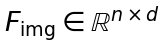 F_img ∈ ℝ^{n × d}